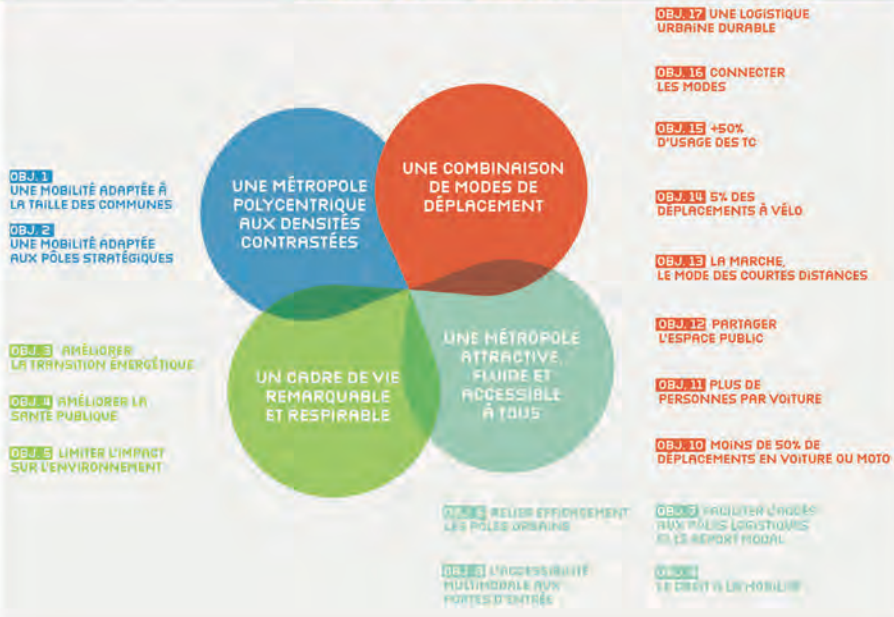 OBJ. 1
UNE MOBILITÉ ADAPTÉE À
LA TAILLE DES COMMUNES
OBJ. 2
UNE MOBILITÉ ADAPTÉE
AUX PÔLES STRATÉGIQUES
OBJ. 3 AMÉLIORER
LA TRANSITION ÉNERGÉTIQUE
OBJ. 4 AMÉLIORER LA
SANTÉ PUBLIQUE
OBJ. 5 LIMITER L'IMPACT
SUR L'ENVIRONNEMENT
UNE MÉTROPOLE
POLYCENTRIQUE
AUX DENSITÉS
CONTRASTÉES
UNE COMBINAISON
DE MODES DE
DÉPLACEMENT
UN CADRE DE VIE
REMARQUABLE
ET RESPIRABLE
UNE MÉTROPOLE
ATTRACTIVE,
FLUIDE ET
ACCESSIBLE
À TOUS
OBJ. 17 UNE LOGISTIQUE
URBAINE DURABLE
OBJ. 16 CONNECTER
LES MODES
OBJ. 15 +50%
D'USAGE DES TC
OBJ. 14 5% DES
DÉPLACEMENTS À VÉLO
OBJ. 13 LA MARCHE,
LE MODE DES COURTES DISTANCES
OBJ. 12 PARTAGER
L'ESPACE PUBLIC
OBJ. 11 PLUS DE
PERSONNES PAR VOITURE
OBJ. 10 MOINS DE 50% DE
DÉPLACEMENTS EN VOITURE OU MOTO
OBJ. 6 RELIER EFFICACEMENT
LES PÔLES URBAINS
OBJ. 7 FACILITER L'ACCÈS
AUX PÔLES LOGISTIQUES
ET LE REPORT MODAL
OBJ. 8 L'ACCESSIBILITÉ
MULTIMODALE AUX
PORTES D'ENTRÉE
OBJ.
LE DROIT À LA MOBILITÉ